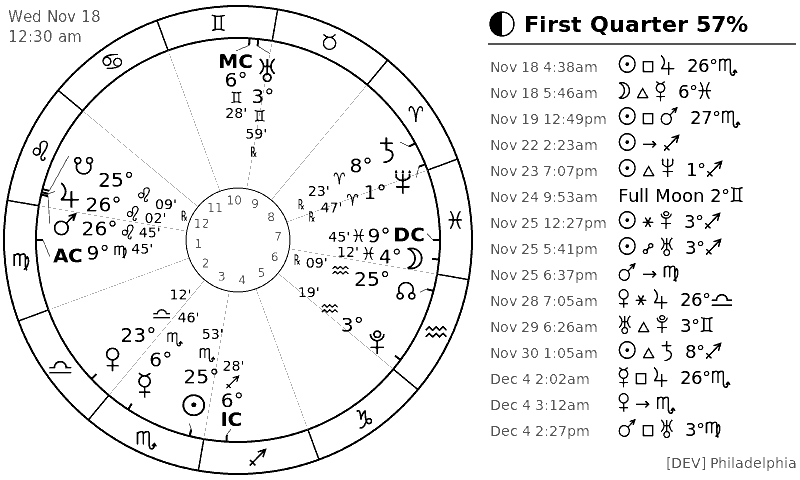 Wed Nov 18
12:30 am
♊
♉
♋
♈
♌
♓
♍
♒
♎
♑
♏
♐
MC
6°
♊
28'
♅
3°
♊
59'
℞
☋
25°
♌
09'
℞
♃
26°
♌
02'
♂
26°
♌
45'
AC 9° ♍ 45'
♄
8°
♈
23'
℞
♆
1°
♈
47'
℞
45' ♓ 9° DC
12' ♓ 4° ☽
℞ 09' ♒ 25° ☊
19'
♒
3°
♇
12'
♎
23°
♀
46'
♏
6°
☿
53'
♏
25°
☉
28'
♐
6°
IC
10
9
11
8
12
7
1
6
2
5
3
4
First Quarter 57%
Nov 18 4:38am ☉ □ ♃ 26°♏
Nov 18 5:46am ☽ △ ☿ 6°♓
Nov 19 12:49pm ☉ □ ♂ 27°♏
Nov 22 2:23am ☉ → ♐
Nov 23 7:07pm ☉ △ ♆ 1°♐
Nov 24 9:53am Full Moon 2°♊
Nov 25 12:27pm ☉ ⚹ ♇ 3°♐
Nov 25 5:41pm ☉ ☍ ♅ 3°♐
Nov 25 6:37pm ♂ → ♍
Nov 28 7:05am ♀ ⚹ ♃ 26°♎
Nov 29 6:26am ♅ △ ♇ 3°♊
Nov 30 1:05am ☉ △ ♄ 8°♐
Dec 4 2:02am ☿ □ ♃ 26°♏
Dec 4 3:12am ♀ → ♏
Dec 4 2:27pm ♂ □ ♅ 3°♍
[DEV] Philadelphia